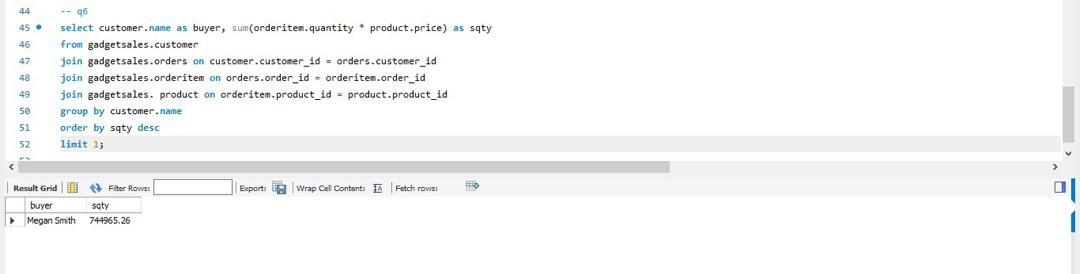 44 -- q6
45 select customer.name as buyer, sum(orderitem.quantity * product.price) as sqty
46 from gadgetsales.customer
47 join gadgetsales.orders on customer.customer_id = orders.customer_id
48 join gadgetsales.orderitem on orders.order_id = orderitem.order_id
49 join gadgetsales. product on orderitem.product_id = product.product_id
50 group by customer.name
51 order by sqty desc
52 limit 1;
Result Grid Filter Rows: Export: Wrap Cell Content: Fetch rows:
buyer sqty
Megan Smith 744965.26